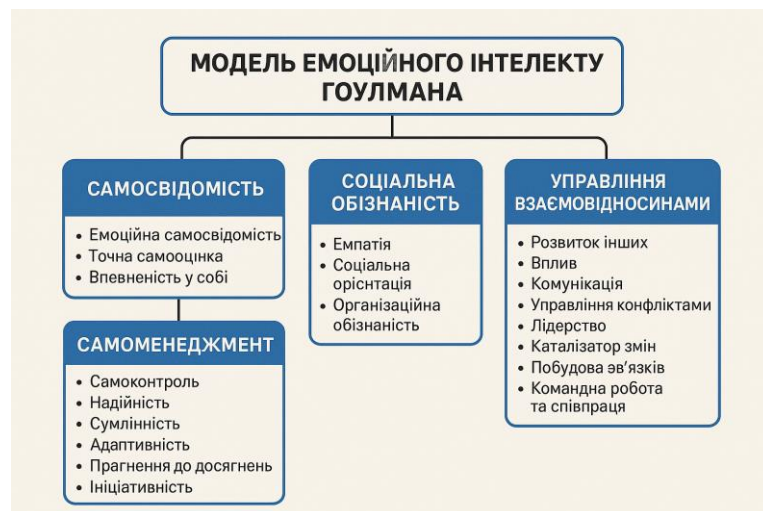 МОДЕЛЬ ЕМОЦІЙНОГО ІНТЕЛЕКТУ
ГОУЛМАНА
САМОСВІДОМІСТЬ
• Емоційна самосвідомість
• Точна самооцінка
• Впевненість у собі
САМОМЕНЕДЖМЕНТ
• Самоконтроль
• Надійність
• Сумлінність
• Адаптивність
• Прагнення до досягнень
• Ініціативність
СОЦІАЛЬНА
ОБІЗНАНІСТЬ
• Емпатія
• Соціальна
орієнтація
• Організаційна
обізнаність
УПРАВЛІННЯ
ВЗАЄМОВІДНОСИНАМИ
• Розвиток інших
• Вплив
• Комунікація
• Управління конфліктами
• Лідерство
• Каталізатор змін
• Побудова зв'язків
• Командна робота
та співпраця